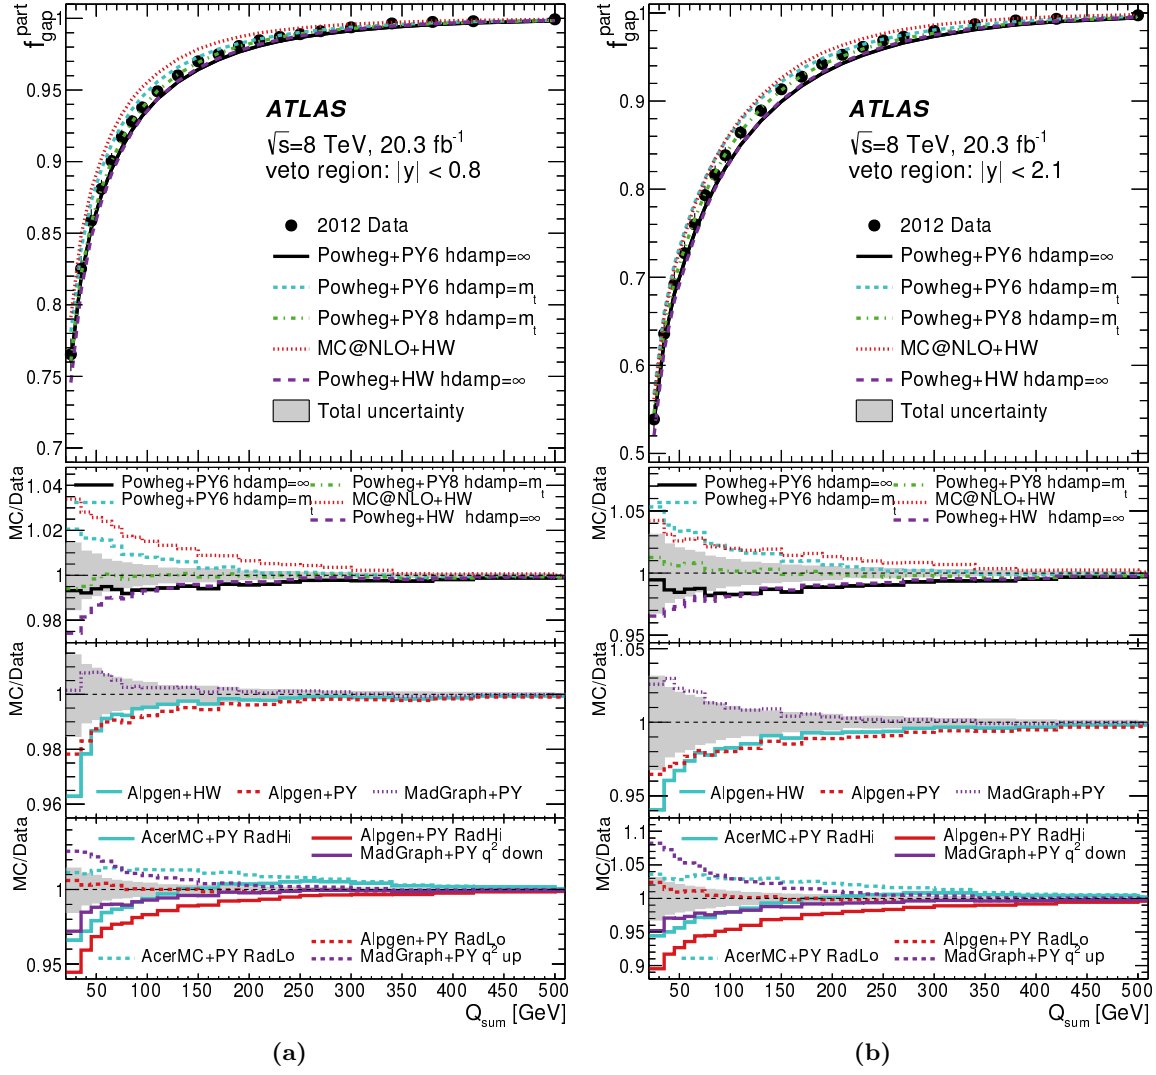 f_gap^part
1
0.95
0.9
0.85
0.8
0.75
0.7
ATLAS
√s=8 TeV, 20.3 fb⁻¹
veto region: |y| < 0.8
2012 Data
Powheg+PY6 hdamp=∞
Powheg+PY6 hdamp=m_t
Powheg+PY8 hdamp=m_t
MC@NLO+HW
Powheg+HW hdamp=∞
Total uncertainty
MC/Data
1.04
1.02
1
0.98
Powheg+PY6 hdamp=∞
Powheg+PY6 hdamp=m_t
Powheg+PY8 hdamp=m_t
MC@NLO+HW
Powheg+HW hdamp=∞
MC/Data
1
0.98
0.96
Alpgen+HW Alpgen+PY MadGraph+PY
MC/Data
1
0.95
AcerMC+PY RadHi
Alpgen+PY RadHi
MadGraph+PY q² down
Alpgen+PY RadLo
AcerMC+PY RadLo
MadGraph+PY q² up
50 100 150 200 250 300 350 400 450 500
Q_sum [GeV]
(a)
f_gap^part
1
0.9
0.8
0.7
0.6
0.5
ATLAS
√s=8 TeV, 20.3 fb⁻¹
veto region: |y| < 2.1
2012 Data
Powheg+PY6 hdamp=∞
Powheg+PY6 hdamp=m_t
Powheg+PY8 hdamp=m_t
MC@NLO+HW
Powheg+HW hdamp=∞
Total uncertainty
MC/Data
1.05
1
0.95
Powheg+PY6 hdamp=∞
Powheg+PY6 hdamp=m_t
Powheg+PY8 hdamp=m_t
MC@NLO+HW
Powheg+HW hdamp=∞
MC/Data
1.05
1
0.95
Alpgen+HW Alpgen+PY MadGraph+PY
MC/Data
1.1
1.05
1
0.95
0.9
AcerMC+PY RadHi
Alpgen+PY RadHi
MadGraph+PY q² down
Alpgen+PY RadLo
AcerMC+PY RadLo
MadGraph+PY q² up
50 100 150 200 250 300 350 400 450 500
Q_sum [GeV]
(b)